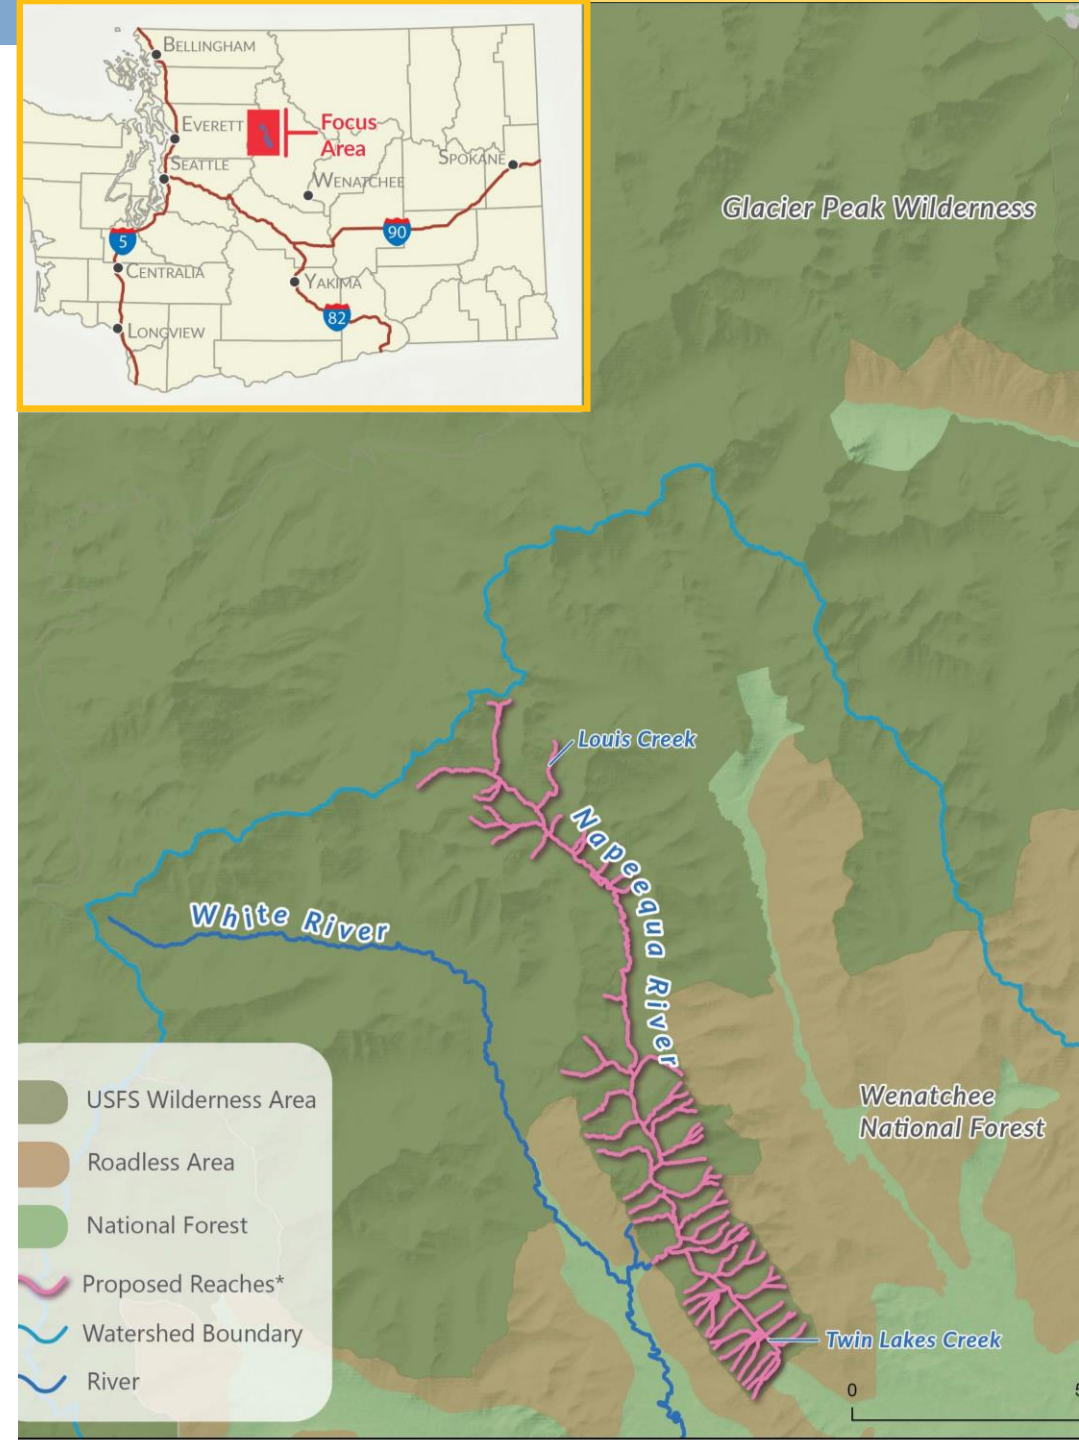 BELLINGHAM
EVERETT
Focus
Area
SEATTLE
SPOKANE
WENATCHEE
90
5
CENTRALIA
YAKIMA
82
LONGVIEW
Glacier Peak Wilderness
Louis Creek
Napeequa River
White River
Wenatchee
National Forest
USFS Wilderness Area
Roadless Area
National Forest
Proposed Reaches*
Watershed Boundary
River
Twin Lakes Creek
0